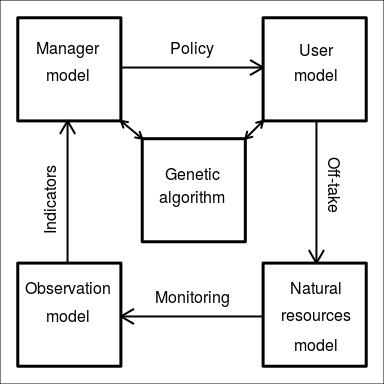 Manager
model
Policy
User
model
Genetic
algorithm
Indicators
Off-take
Observation
model
Monitoring
Natural
resources
model